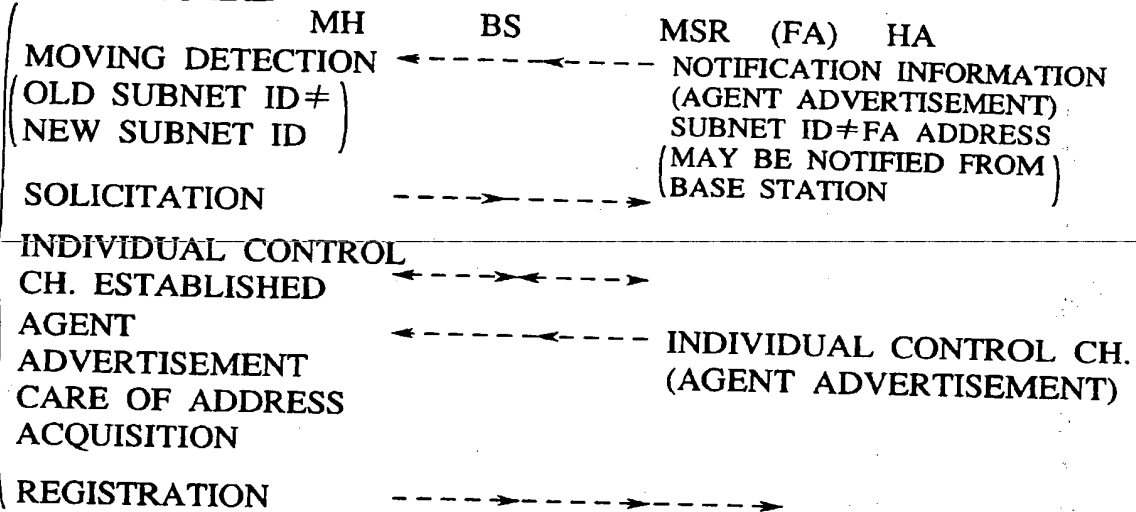 MH BS MSR (FA) HA
MOVING DETECTION
(OLD SUBNET ID≠
NEW SUBNET ID)
NOTIFICATION INFORMATION
(AGENT ADVERTISEMENT)
SUBNET ID≠FA ADDRESS
(MAY BE NOTIFIED FROM
BASE STATION)
SOLICITATION
INDIVIDUAL CONTROL
CH. ESTABLISHED
AGENT
ADVERTISEMENT
CARE OF ADDRESS
ACQUISITION
INDIVIDUAL CONTROL CH.
(AGENT ADVERTISEMENT)
REGISTRATION